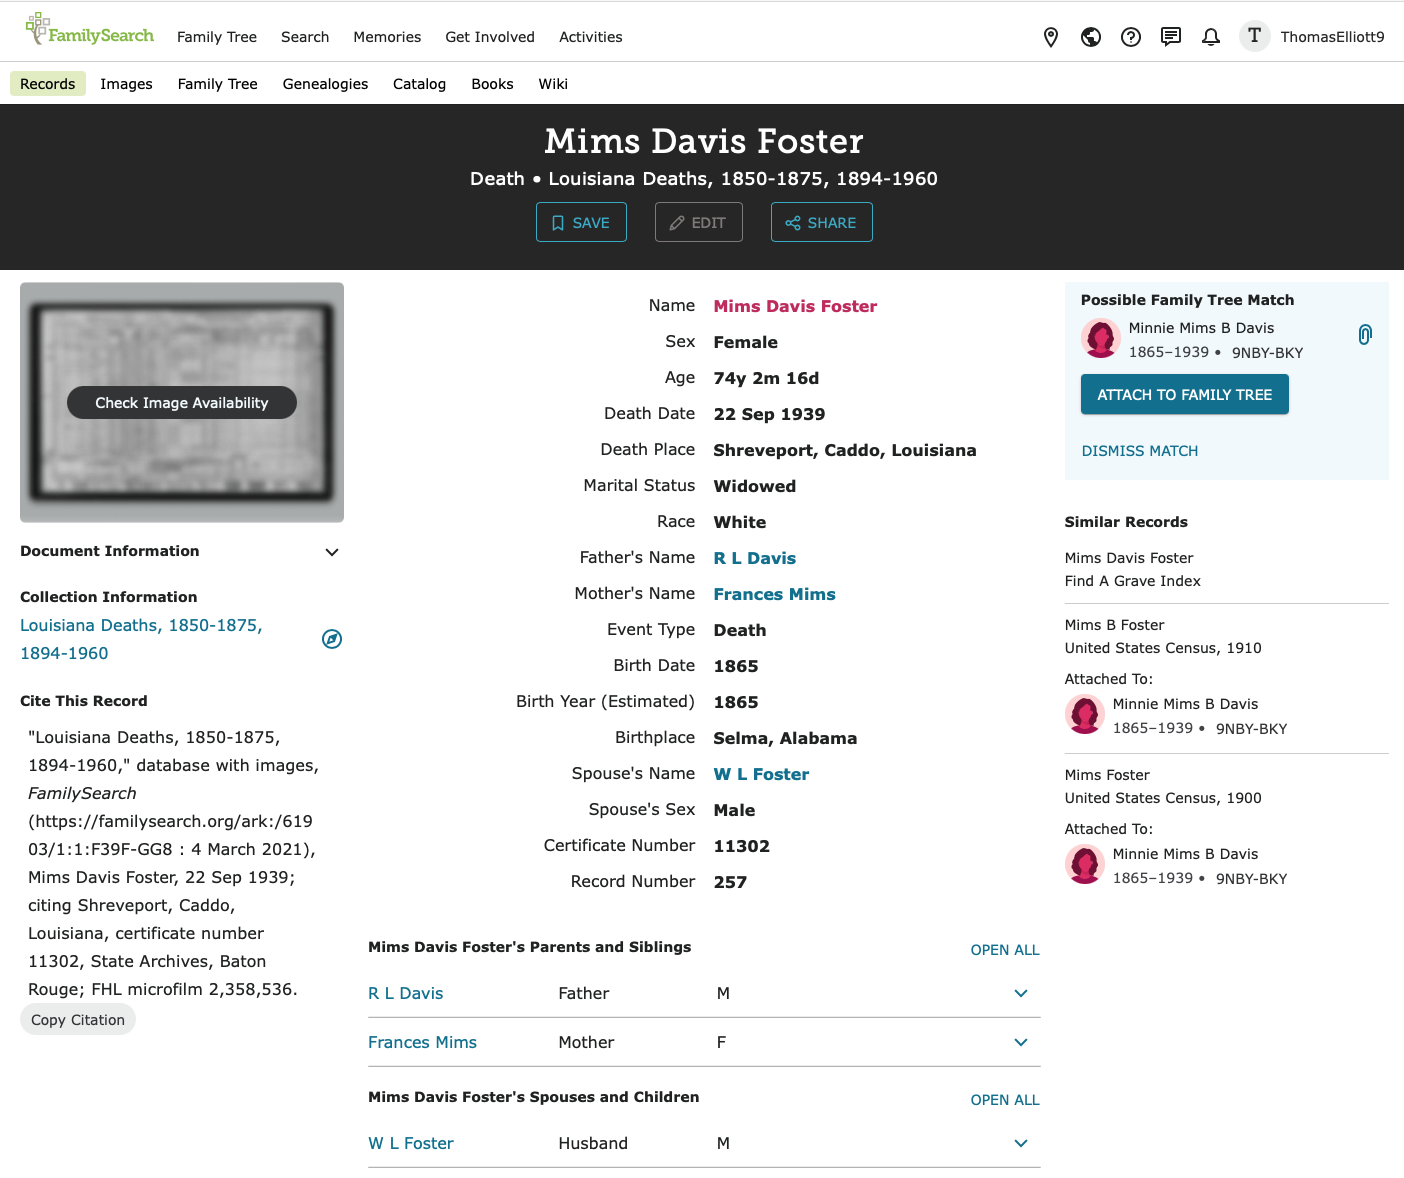 FamilySearch
Family Tree
Search
Memories
Get Involved
Activities
T
ThomasElliott9
Records
Images
Family Tree
Genealogies
Catalog
Books
Wiki
Mims Davis Foster
Death • Louisiana Deaths, 1850-1875, 1894-1960
SAVE
EDIT
SHARE
Check Image Availability
Document Information
Collection Information
Louisiana Deaths, 1850-1875,
1894-1960
Cite This Record
"Louisiana Deaths, 1850-1875,
1894-1960," database with images,
FamilySearch
(https://familysearch.org/ark:/619
03/1:1:F39F-GG8 : 4 March 2021),
Mims Davis Foster, 22 Sep 1939;
citing Shreveport, Caddo,
Louisiana, certificate number
11302, State Archives, Baton
Rouge; FHL microfilm 2,358,536.
Copy Citation
Name Mims Davis Foster
Sex Female
Age 74y 2m 16d
Death Date 22 Sep 1939
Death Place Shreveport, Caddo, Louisiana
Marital Status Widowed
Race White
Father's Name R L Davis
Mother's Name Frances Mims
Event Type Death
Birth Date 1865
Birth Year (Estimated) 1865
Birthplace Selma, Alabama
Spouse's Name W L Foster
Spouse's Sex Male
Certificate Number 11302
Record Number 257
Mims Davis Foster's Parents and Siblings
OPEN ALL
R L Davis Father M
Frances Mims Mother F
Mims Davis Foster's Spouses and Children
OPEN ALL
W L Foster Husband M
Possible Family Tree Match
Minnie Mims B Davis
1865–1939 • 9NBY-BKY
ATTACH TO FAMILY TREE
DISMISS MATCH
Similar Records
Mims Davis Foster
Find A Grave Index
Mims B Foster
United States Census, 1910
Attached To:
Minnie Mims B Davis
1865–1939 • 9NBY-BKY
Mims Foster
United States Census, 1900
Attached To:
Minnie Mims B Davis
1865–1939 • 9NBY-BKY